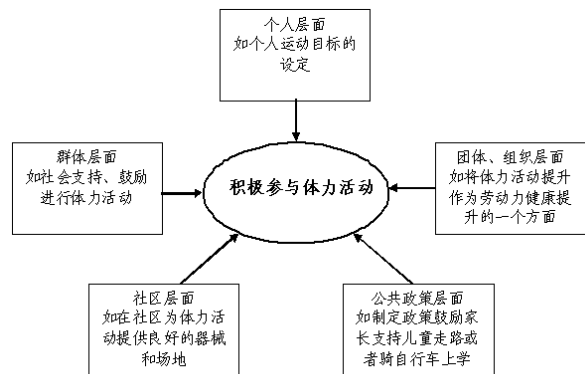 个人层面
如个人运动目标的
设定
群体层面
如社会支持、鼓励
进行体力活动
积极参与体力活动
团体、组织层面
如将体力活动提升
作为劳动力健康提
升的一个方面
社区层面
如在社区为体力活
动提供良好的器械
和场地
公共政策层面
如制定政策鼓励家
长支持儿童走路或
者骑自行车上学